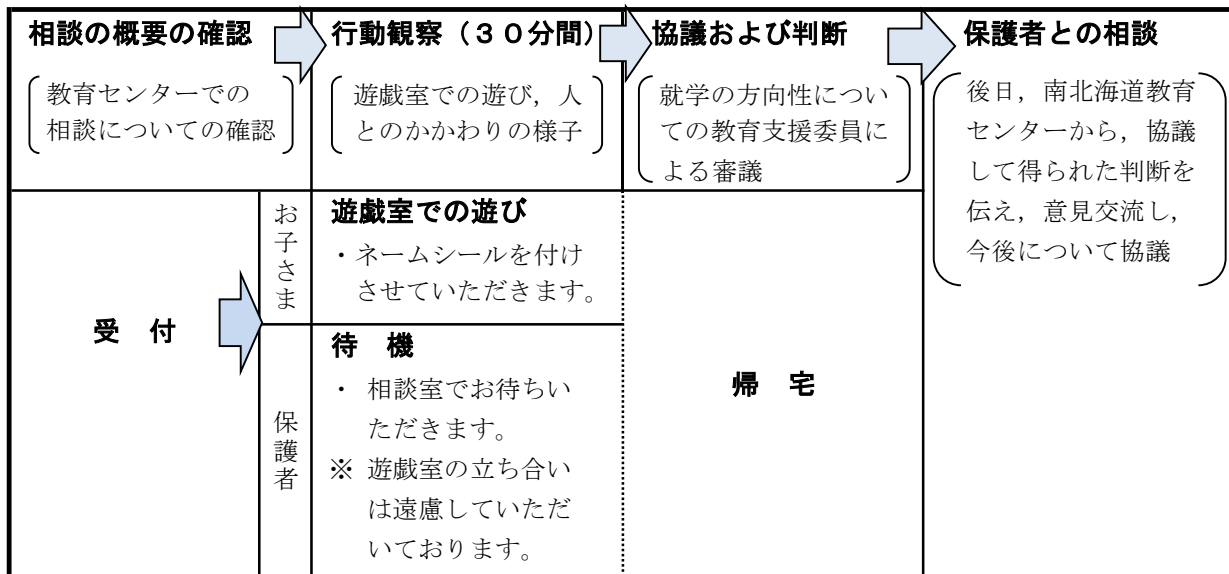 相談の概要の確認
教育センターでの
相談についての確認
行動観察（３０分間）
遊戯室での遊び，人
とのかかわりの様子
協議および判断
就学の方向性につい
ての教育支援委員に
よる審議
保護者との相談
後日，南北海道教育
センターから，協議
して得られた判断を
伝え，意見交流し，
今後について協議
受　付
お子さま
遊戯室での遊び
・ネームシールを付け
させていただきます。
保護者
待　機
・ 相談室でお待ちい
ただきます。
※ 遊戯室の立ち合い
は遠慮していただ
いております。
帰　宅